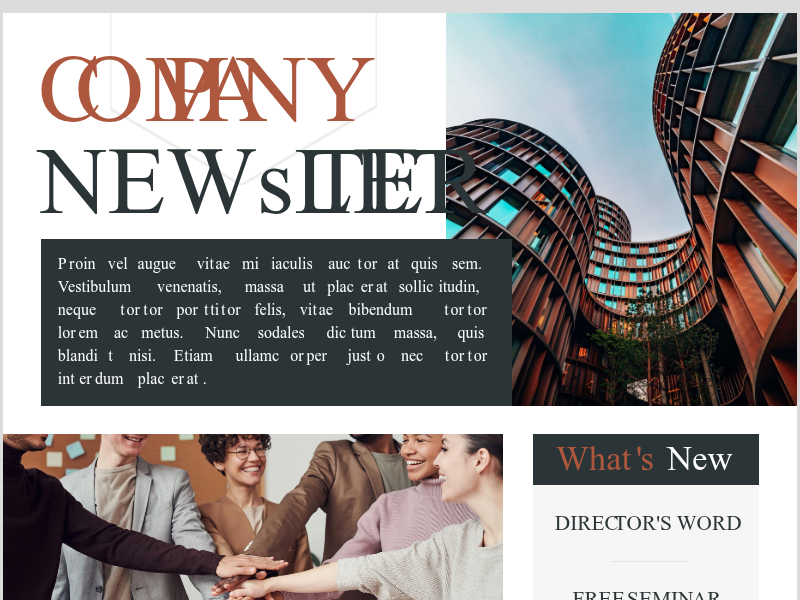 COMPANY
NEWsLETTER
Proin vel augue vitae mi iaculis auctor at quis sem.
Vestibulum venenatis, massa ut placerat sollicitudin,
neque tortor porttitor felis, vitae bibendum tortor
lorem ac metus. Nunc sodales dictum massa, quis
blandit nisi. Etiam ullamcorper justo nec tortor
interdum placerat.
What's New
DIRECTOR'S WORD
FREE SEMINAR